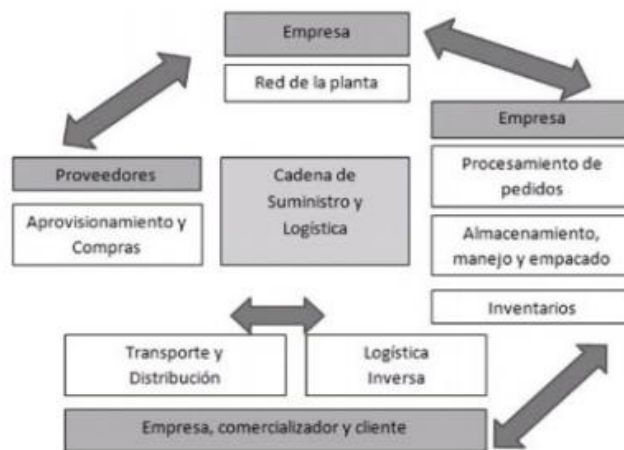 Empresa
Red de la planta
Empresa
Procesamiento de
pedidos
Almacenamiento,
manejo y empacado
Inventarios
Proveedores
Aprovisionamiento y
Compras
Cadena de
Suministro y
Logística
Transporte y
Distribución
Logística
Inversa
Empresa, comercializador y cliente